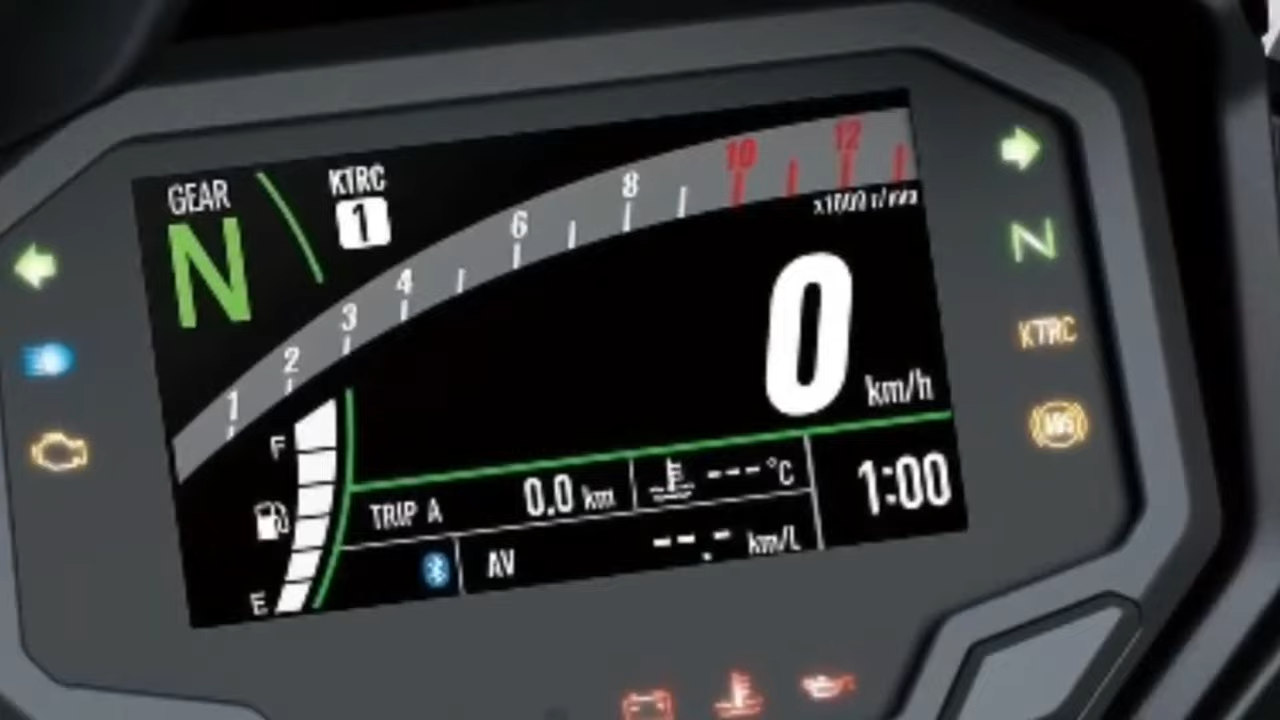 GEAR
N
KTRC
1
1
2
3
4
6
8
10
12
x1000 r/min
0
km/h
F
E
TRIP A
0.0 km
---°C
1:00
AV
--.- km/L
N
KTRC
ABS